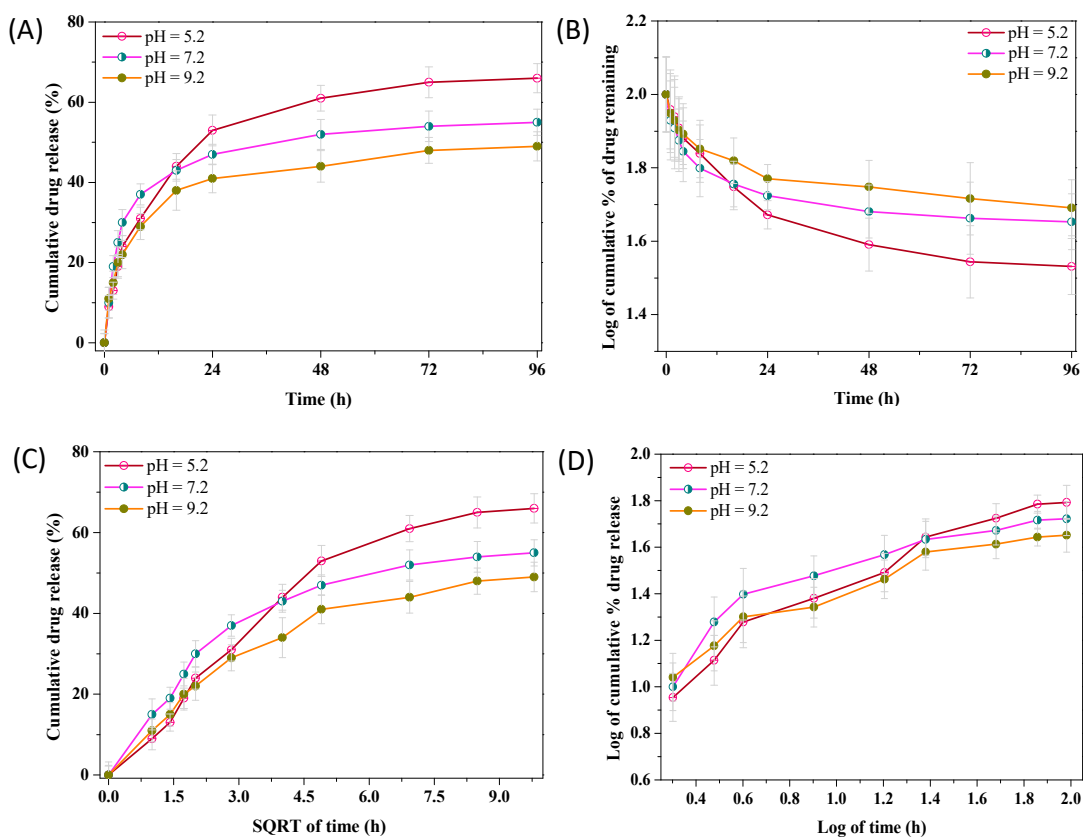 (A)
pH = 5.2
pH = 7.2
pH = 9.2
Cumulative drug release (%)
80
60
40
20
0
0 24 48 72 96
Time (h)
(B)
pH = 5.2
pH = 7.2
pH = 9.2
Log of cumulative % of drug remaining
2.2
2.0
1.8
1.6
1.4
0 24 48 72 96
Time (h)
(C)
pH = 5.2
pH = 7.2
pH = 9.2
Cumulative drug release (%)
80
60
40
20
0
0.0 1.5 3.0 4.5 6.0 7.5 9.0
SQRT of time (h)
(D)
pH = 5.2
pH = 7.2
pH = 9.2
Log of cumulative % drug release
2.0
1.8
1.6
1.4
1.2
1.0
0.8
0.6
0.4 0.6 0.8 1.0 1.2 1.4 1.6 1.8 2.0
Log of time (h)